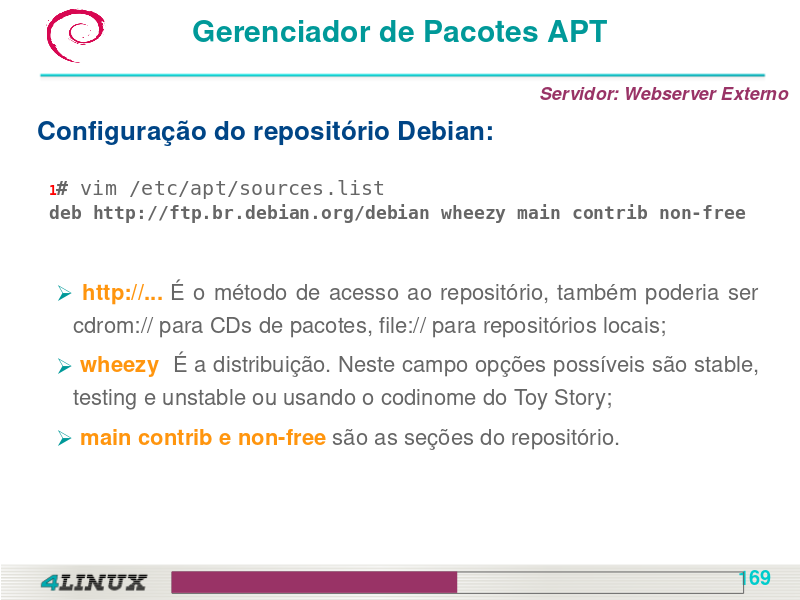 Gerenciador de Pacotes APT
Servidor: Webserver Externo
Configuração do repositório Debian:
1# vim /etc/apt/sources.list
deb http://ftp.br.debian.org/debian wheezy main contrib non-free
➢ http://... É o método de acesso ao repositório, também poderia ser
cdrom:// para CDs de pacotes, file:// para repositórios locais;
➢ wheezy É a distribuição. Neste campo opções possíveis são stable,
testing e unstable ou usando o codinome do Toy Story;
➢ main contrib e non-free são as seções do repositório.
4LINUX
169